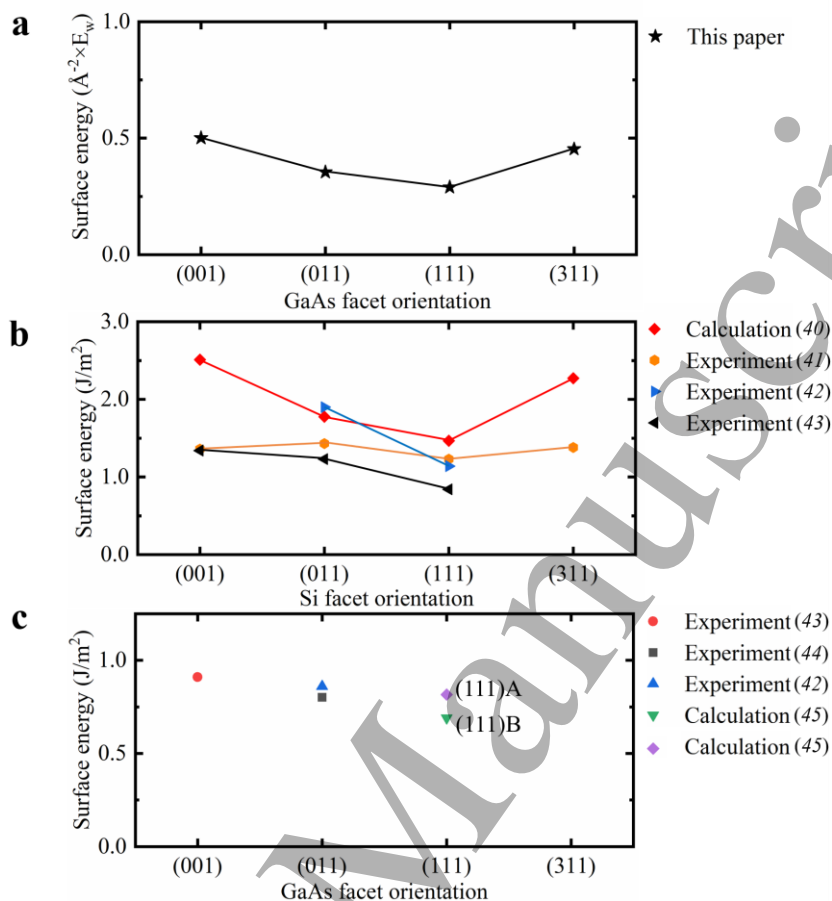 a
Surface energy (Å⁻²×E_w)
1.0
0.5
0.0
(001) (011) (111) (311)
GaAs facet orientation
This paper
b
Surface energy (J/m²)
3.0
2.0
1.0
0.0
(001) (011) (111) (311)
Si facet orientation
Calculation (40)
Experiment (41)
Experiment (42)
Experiment (43)
c
Surface energy (J/m²)
1.0
0.5
0.0
(111)A
(111)B
(001) (011) (111) (311)
GaAs facet orientation
Experiment (43)
Experiment (44)
Experiment (42)
Calculation (45)
Calculation (45)
Manuscri